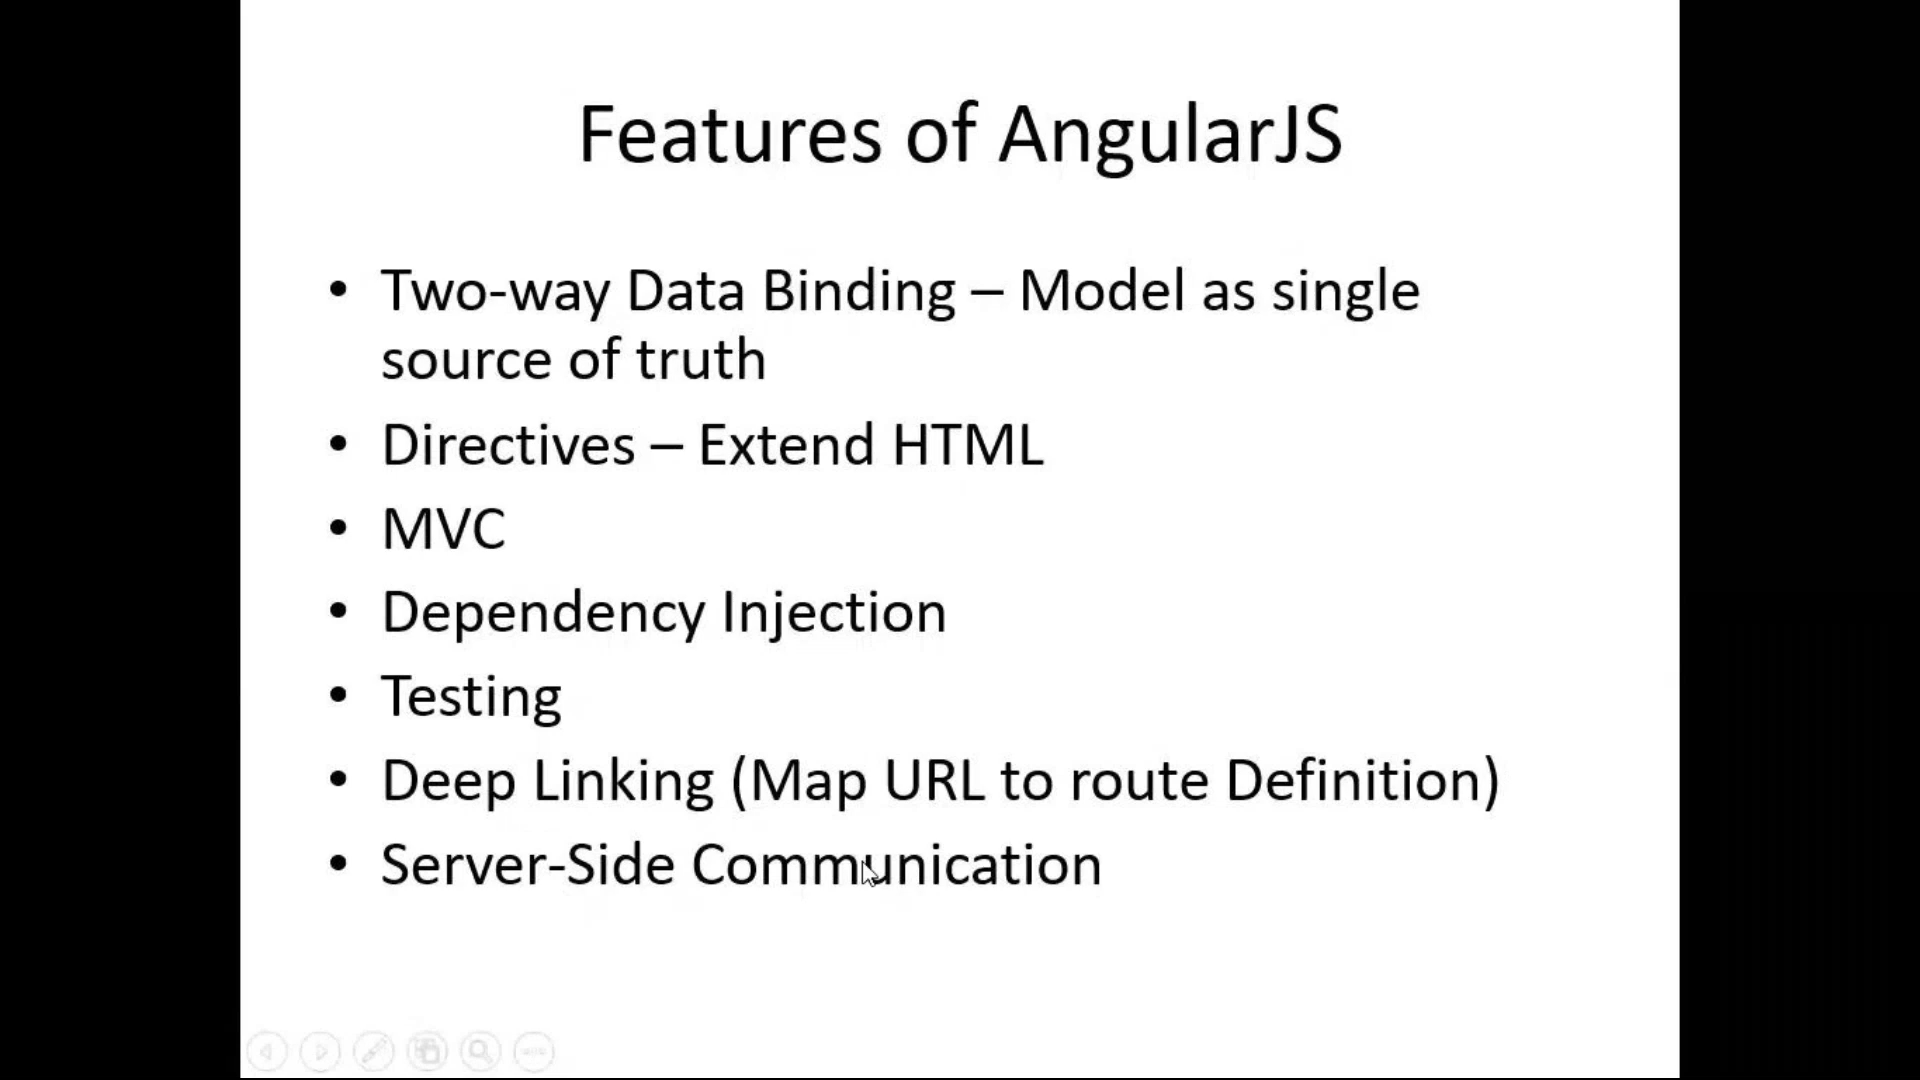 Features of AngularJS
• Two-way Data Binding – Model as single
source of truth
• Directives – Extend HTML
• MVC
• Dependency Injection
• Testing
• Deep Linking (Map URL to route Definition)
• Server-Side Communication